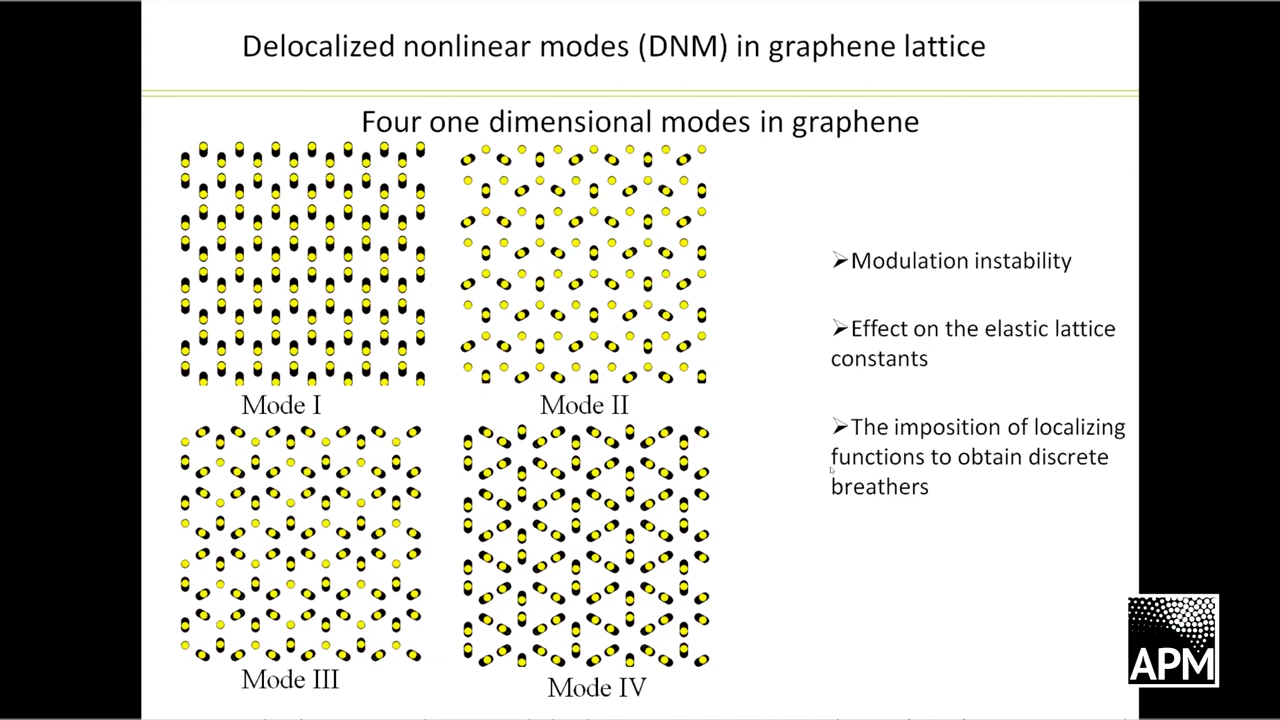 Delocalized nonlinear modes (DNM) in graphene lattice
Four one dimensional modes in graphene
Mode I
Mode II
Mode III
Mode IV
➢Modulation instability
➢Effect on the elastic lattice
constants
➢The imposition of localizing
functions to obtain discrete
breathers
APM